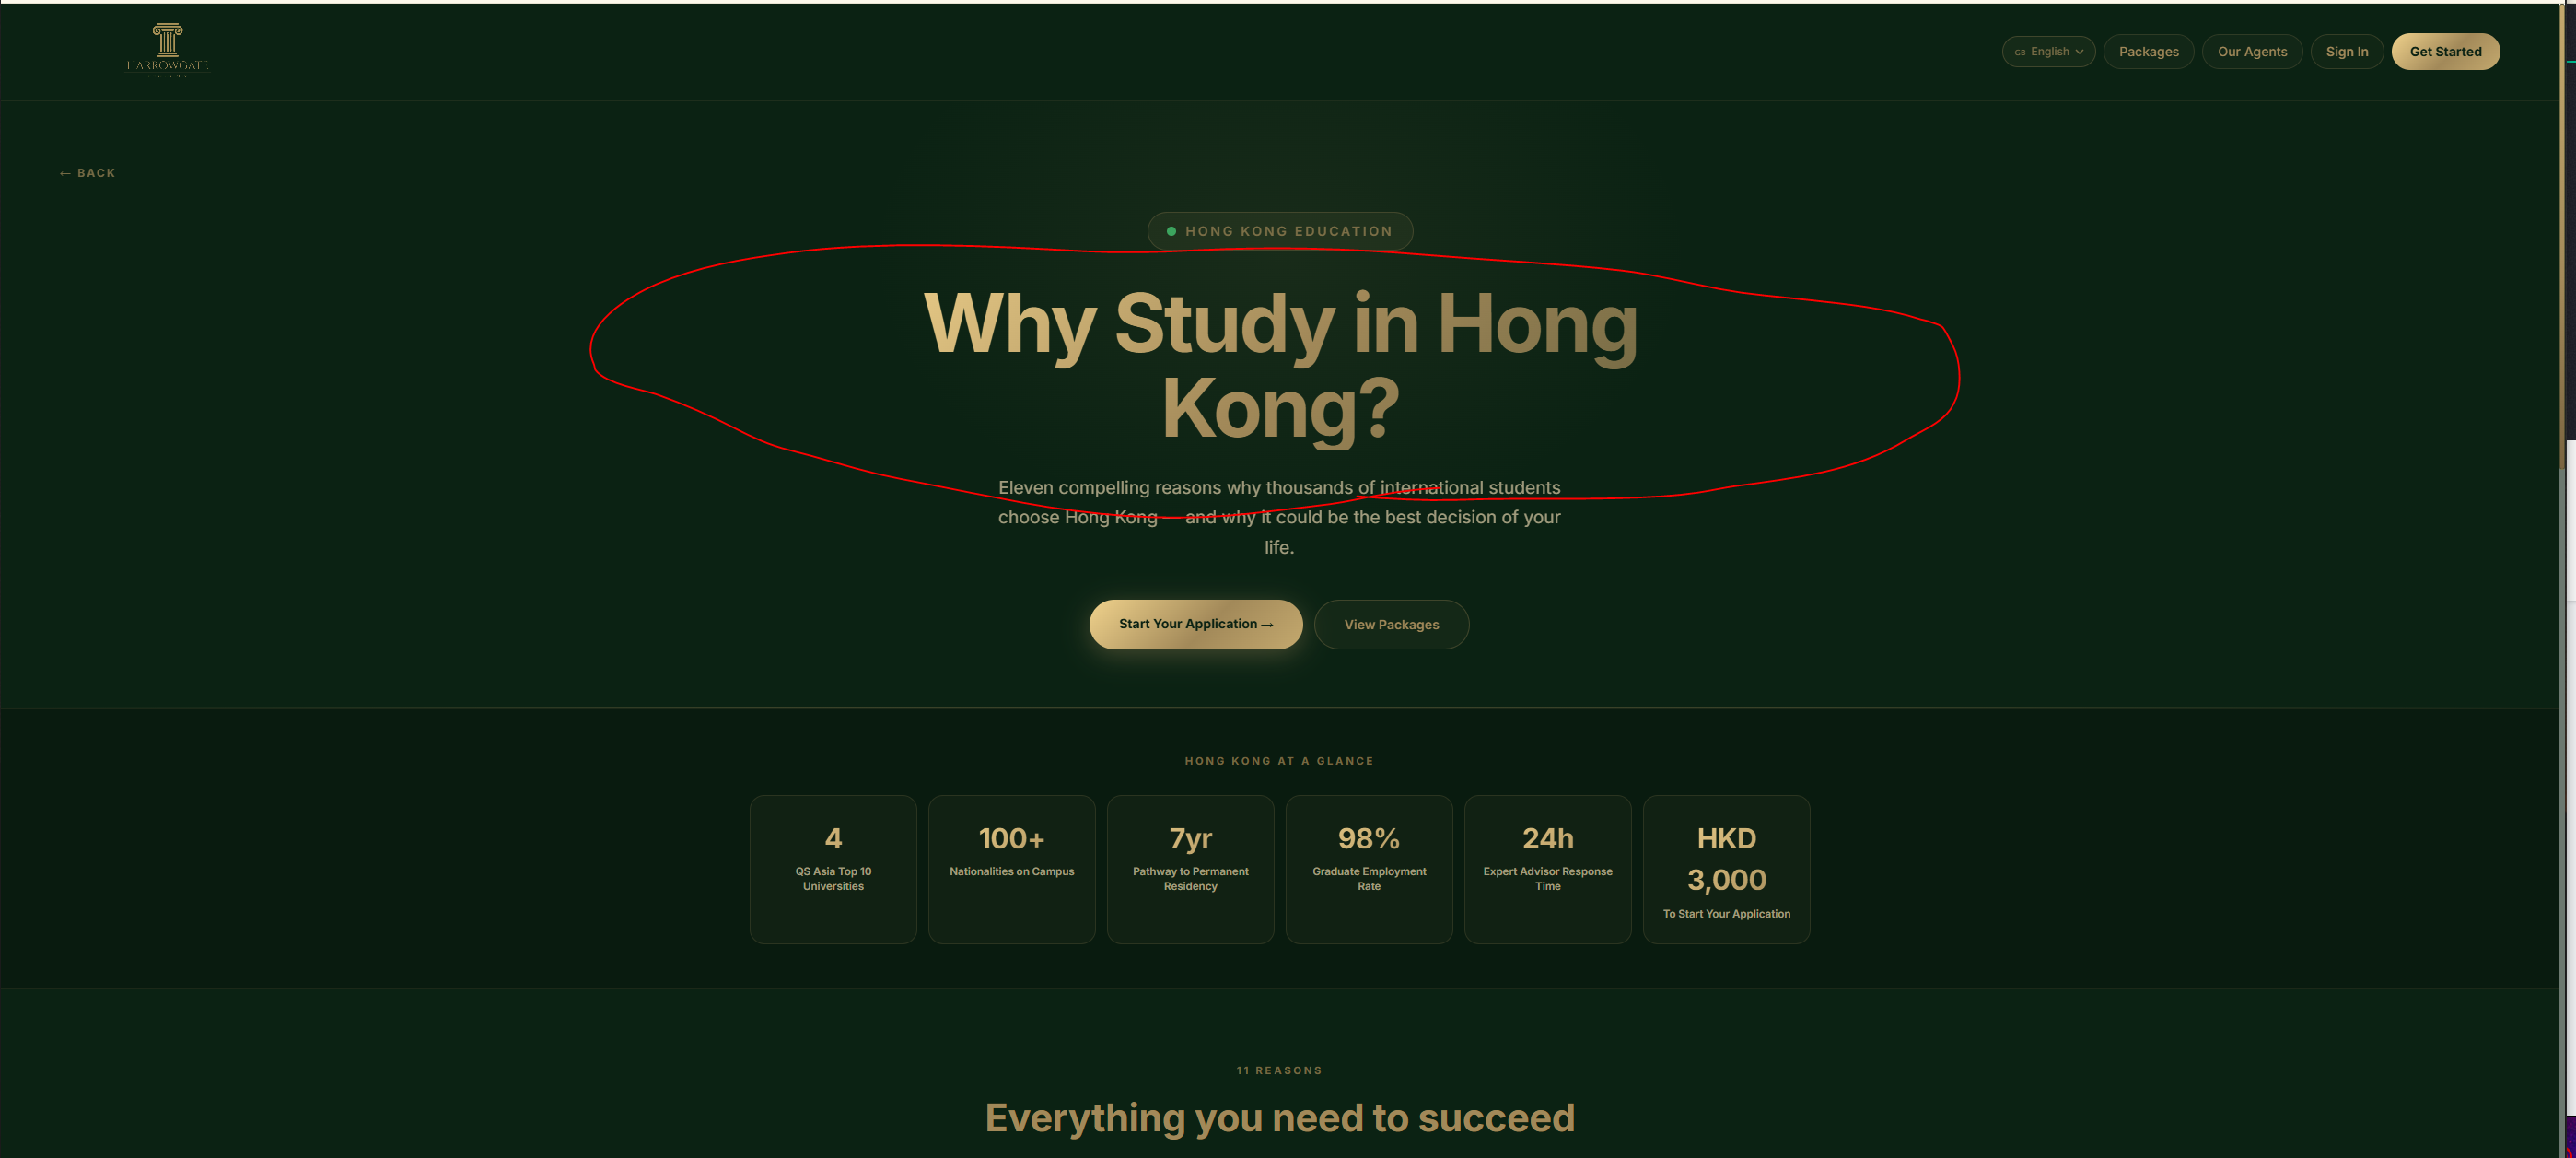 HARROWGATE
GB English
Packages
Our Agents
Sign In
Get Started
← BACK
HONG KONG EDUCATION
Why Study in Hong
Kong?
Eleven compelling reasons why thousands of international students
choose Hong Kong — and why it could be the best decision of your
life.
Start Your Application →
View Packages
HONG KONG AT A GLANCE
4
QS Asia Top 10
Universities
100+
Nationalities on Campus
7yr
Pathway to Permanent
Residency
98%
Graduate Employment
Rate
24h
Expert Advisor Response
Time
HKD
3,000
To Start Your Application
11 REASONS
Everything you need to succeed